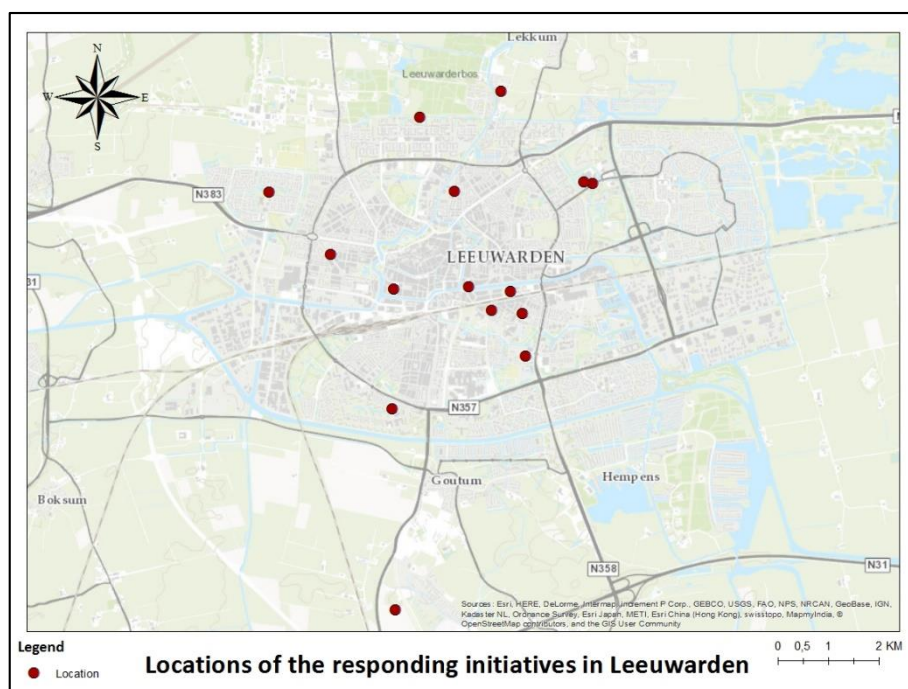 N
W
E
S
Lekkum
Leeuwarderbos
N383
LEEUWARDEN
N357
Goutum
Hempens
Boksum
N358
N31
31
N
Sources: Esri, HERE, DeLorme, Intermap, increment P Corp., GEBCO, USGS, FAO, NPS, NRCAN, GeoBase, IGN,
Kadaster NL, Ordnance Survey, Esri Japan, METI, Esri China (Hong Kong), swisstopo, MapmyIndia, ©
OpenStreetMap contributors, and the GIS User Community
Legend
Location
Locations of the responding initiatives in Leeuwarden
0 0,5 1 2 KM